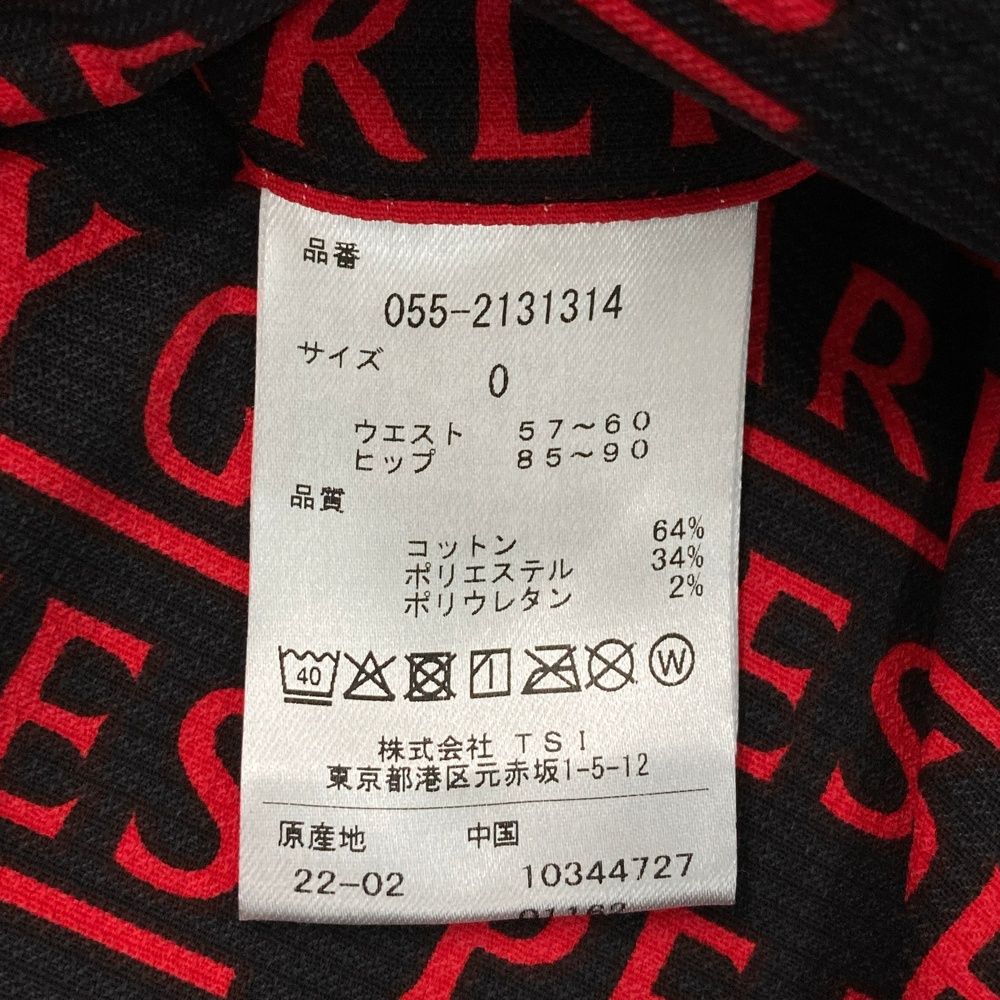 品番
055-2131314
サイズ
0
ウエスト 57～60
ヒップ 85～90
品質
コットン 64%
ポリエステル 34%
ポリウレタン 2%
40 W
株式会社 TSI
東京都港区元赤坂1-5-12
原産地 中国
22-02 10344727